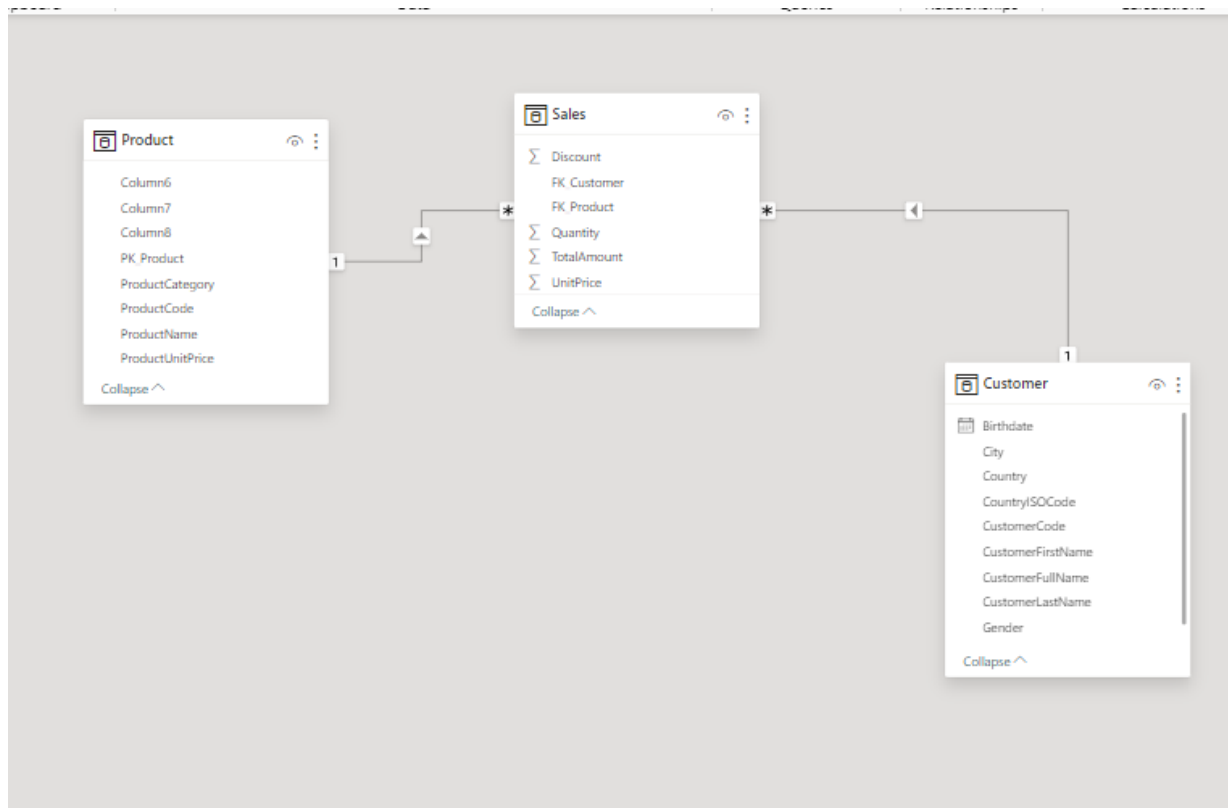 Product
Column6
Column7
Column8
PK_Product
ProductCategory
ProductCode
ProductName
ProductUnitPrice
Collapse
1
*
Sales
Discount
FK_Customer
FK_Product
Quantity
TotalAmount
UnitPrice
Collapse
*
1
Customer
Birthdate
City
Country
CountryISOCode
CustomerCode
CustomerFirstName
CustomerFullName
CustomerLastName
Gender
Collapse